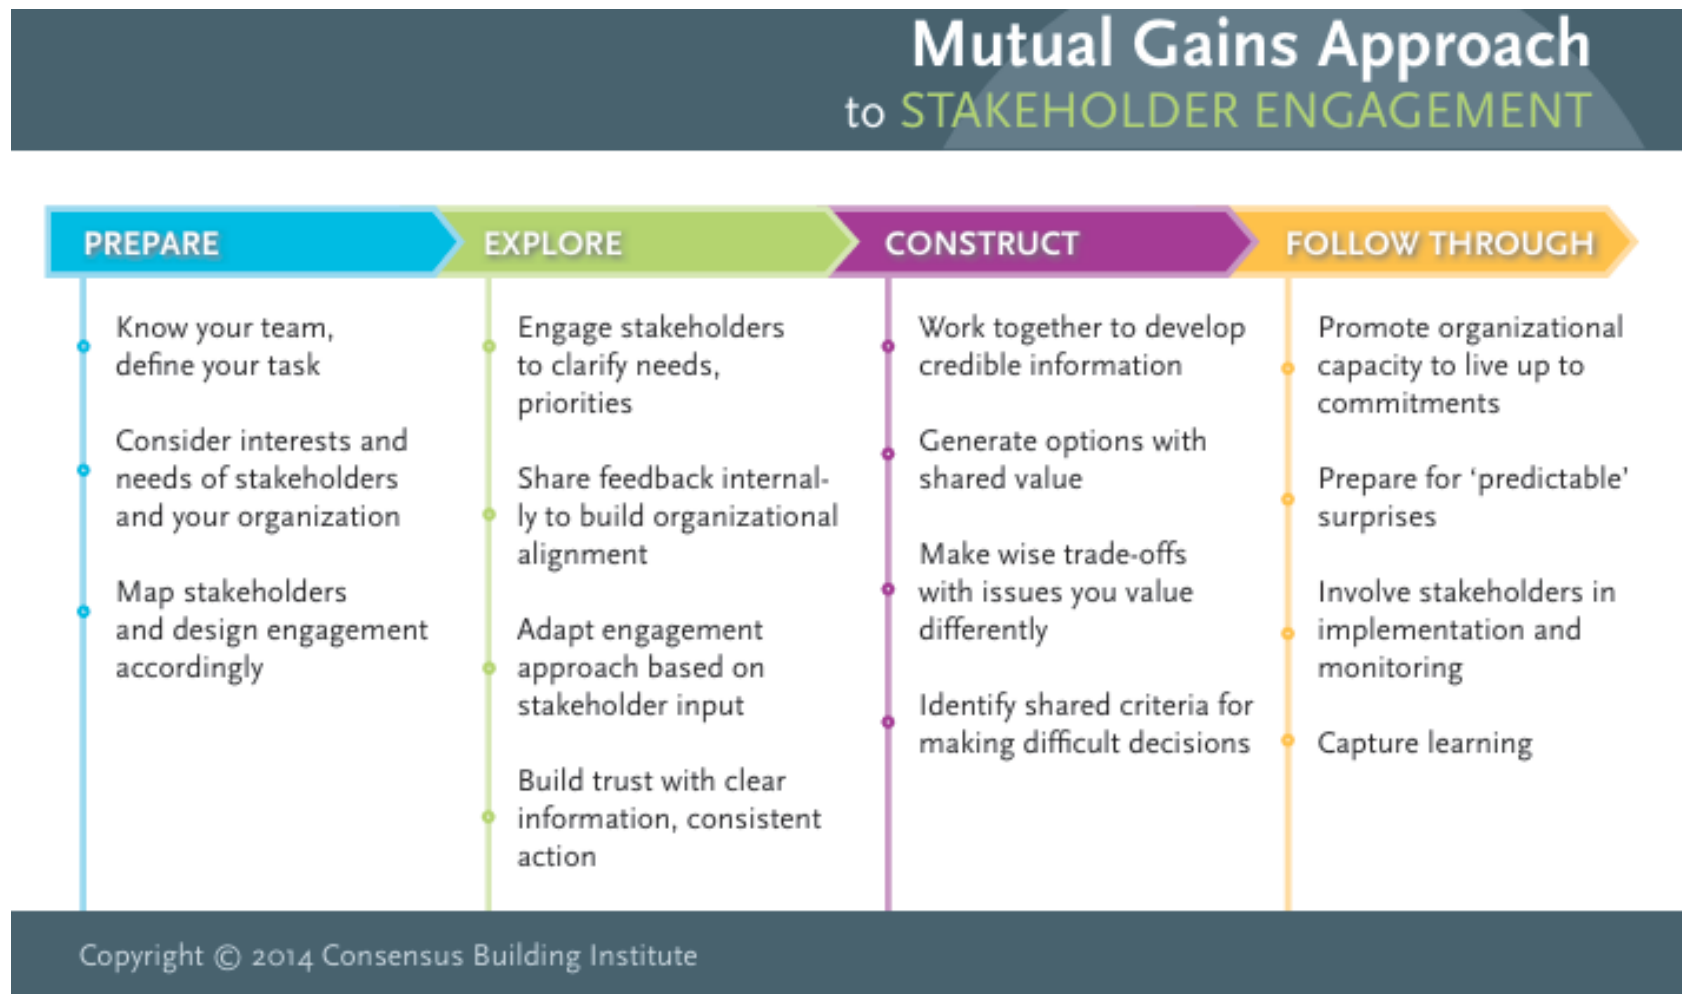 Mutual Gains Approach
to STAKEHOLDER ENGAGEMENT
PREPARE
Know your team,
define your task
Consider interests and
needs of stakeholders
and your organization
Map stakeholders
and design engagement
accordingly
EXPLORE
Engage stakeholders
to clarify needs,
priorities
Share feedback internal-
ly to build organizational
alignment
Adapt engagement
approach based on
stakeholder input
Build trust with clear
information, consistent
action
CONSTRUCT
Work together to develop
credible information
Generate options with
shared value
Make wise trade-offs
with issues you value
differently
Identify shared criteria for
making difficult decisions
FOLLOW THROUGH
Promote organizational
capacity to live up to
commitments
Prepare for ‘predictable’
surprises
Involve stakeholders in
implementation and
monitoring
Capture learning
Copyright © 2014 Consensus Building Institute